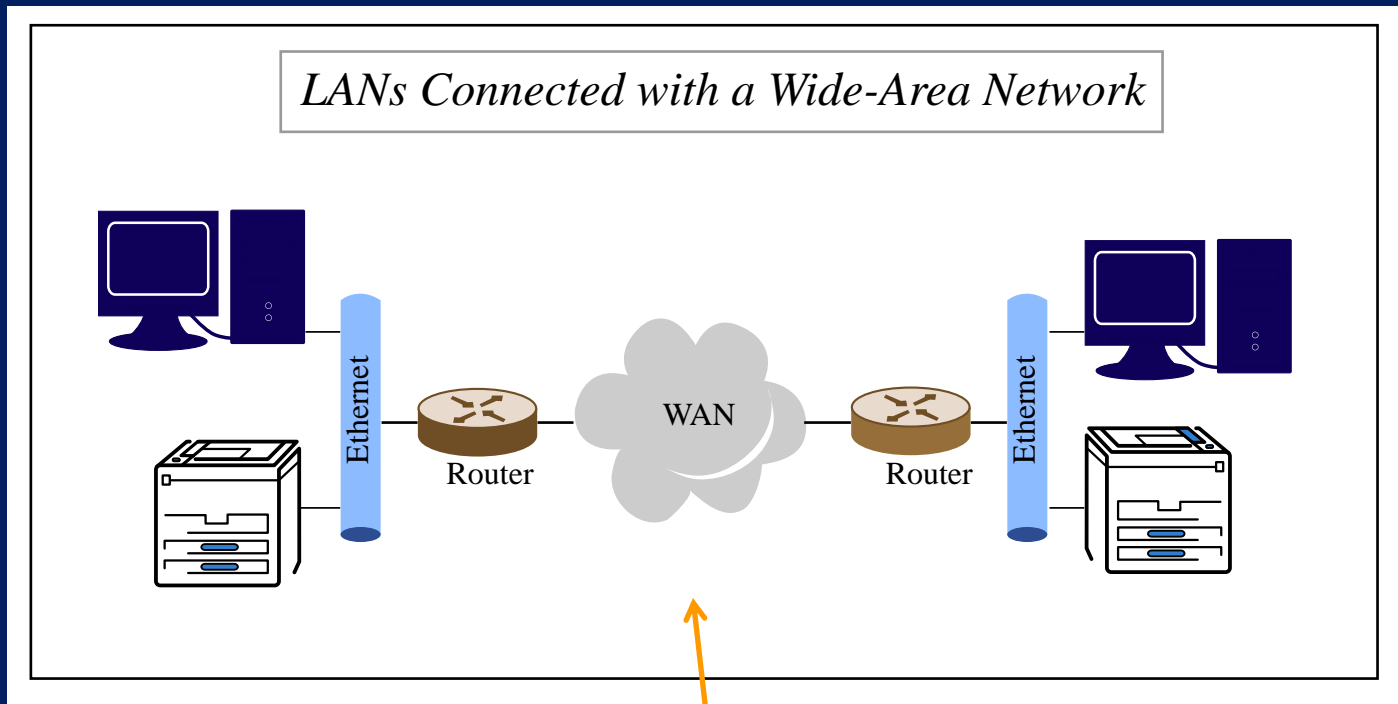 LANs Connected with a Wide-Area Network
Ethernet
Router
WAN
Router
Ethernet